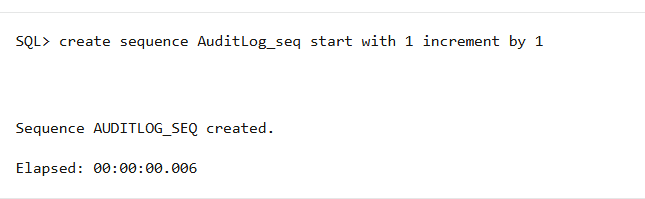 SQL> create sequence AuditLog_seq start with 1 increment by 1
Sequence AUDITLOG_SEQ created.
Elapsed: 00:00:00.006